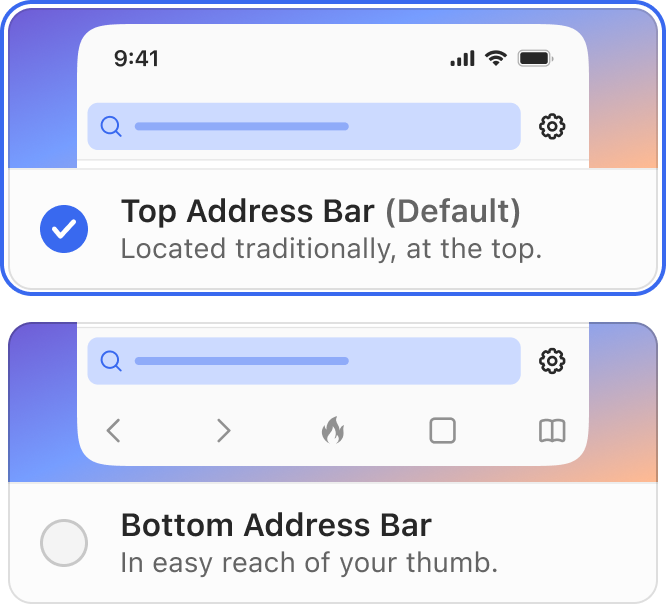 9:41
Top Address Bar (Default)
Located traditionally, at the top.
Bottom Address Bar
In easy reach of your thumb.